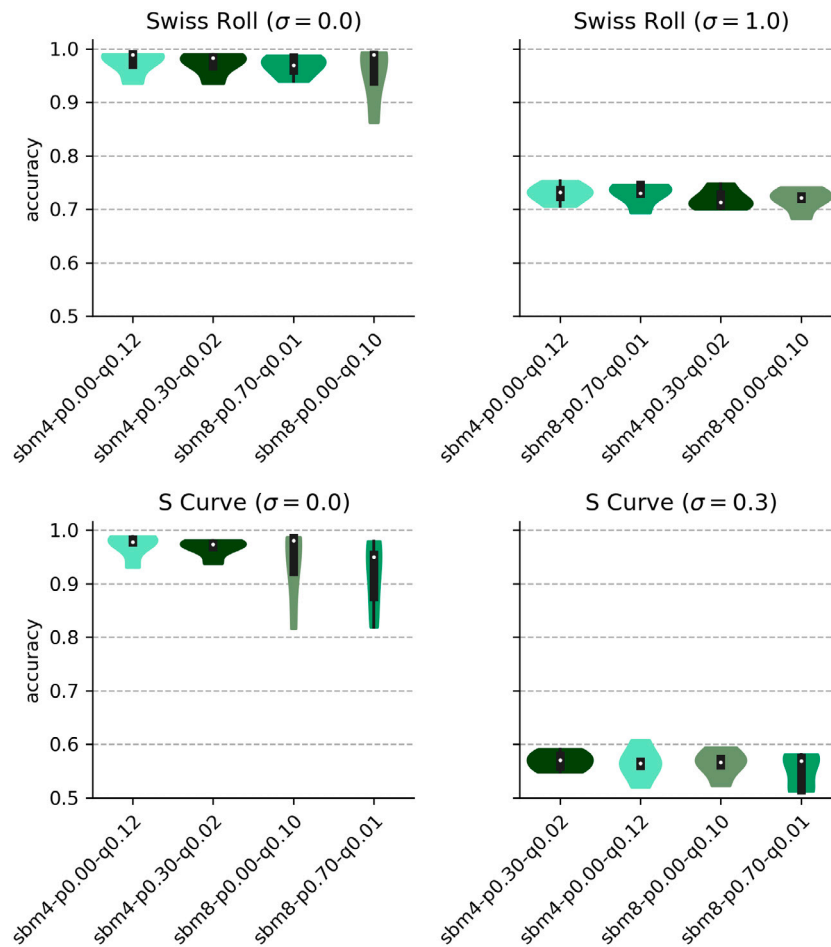 Swiss Roll (σ = 0.0)
Swiss Roll (σ = 1.0)
accuracy
1.0
0.9
0.8
0.7
0.6
0.5
sbm4-p0.00-q0.12
sbm4-p0.30-q0.02
sbm8-p0.70-q0.01
sbm8-p0.00-q0.10
sbm4-p0.00-q0.12
sbm8-p0.70-q0.01
sbm4-p0.30-q0.02
sbm8-p0.00-q0.10
S Curve (σ = 0.0)
S Curve (σ = 0.3)
accuracy
1.0
0.9
0.8
0.7
0.6
0.5
sbm4-p0.00-q0.12
sbm4-p0.30-q0.02
sbm8-p0.00-q0.10
sbm8-p0.70-q0.01
sbm4-p0.30-q0.02
sbm4-p0.00-q0.12
sbm8-p0.00-q0.10
sbm8-p0.70-q0.01